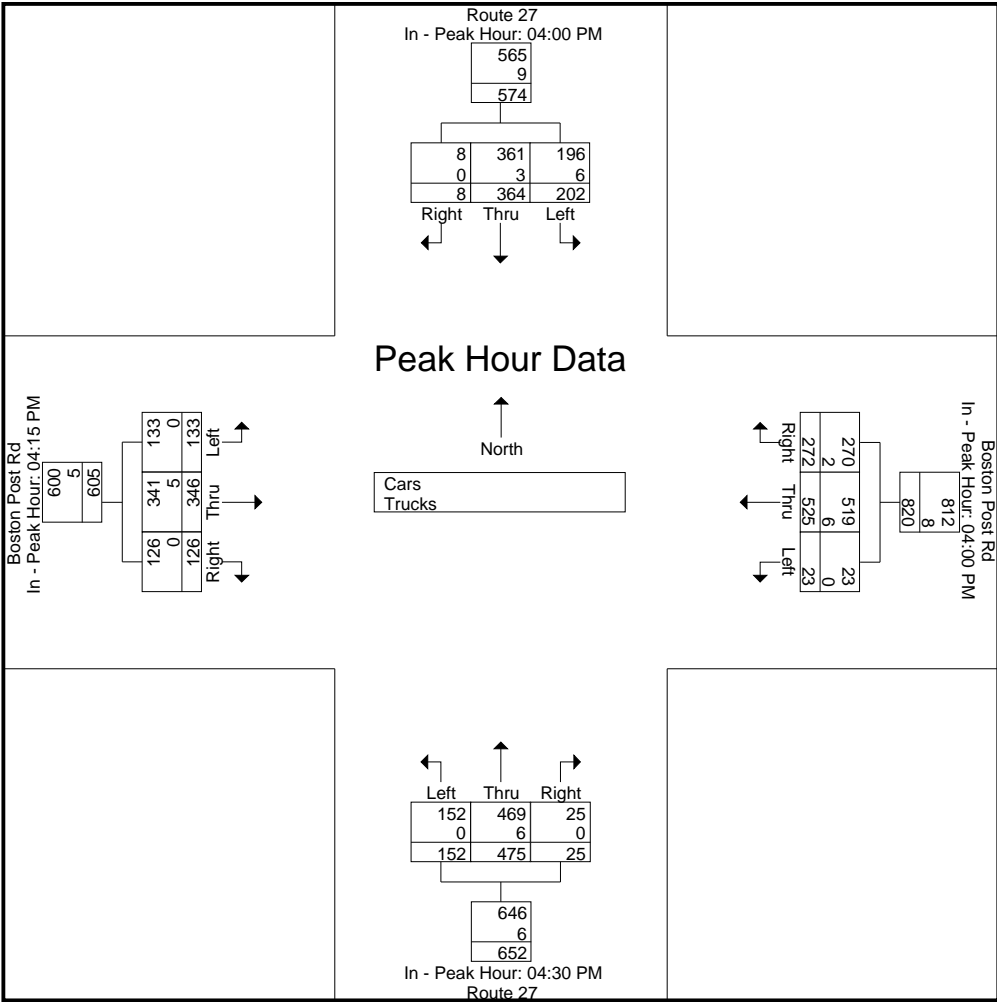 Route 27
In - Peak Hour: 04:00 PM
565
9
574
8 361 196
0 3 6
8 364 202
Right Thru Left
Peak Hour Data
North
Cars
Trucks
Boston Post Rd
In - Peak Hour: 04:15 PM
600
5
605
133 341 126
0 5 0
133 346 126
Left Thru Right
Boston Post Rd
In - Peak Hour: 04:00 PM
812
8
820
270 519 23
2 6 0
272 525 23
Right Thru Left
Left Thru Right
152 469 25
0 6 0
152 475 25
646
6
652
In - Peak Hour: 04:30 PM
Route 27